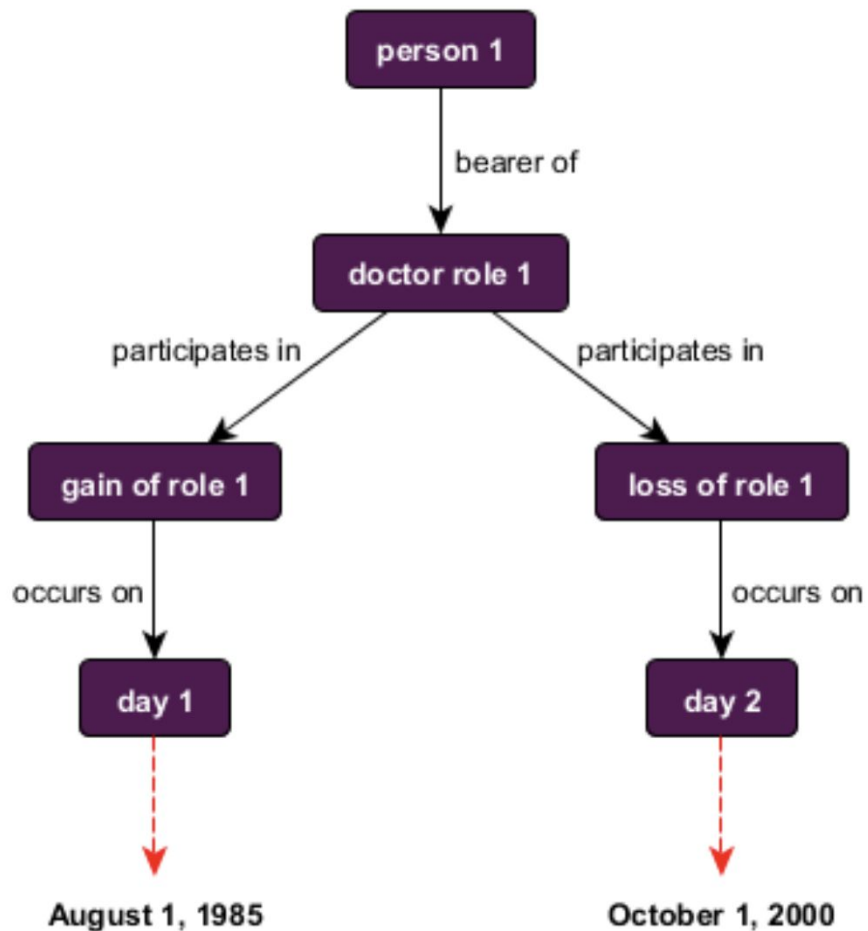 person 1
bearer of
doctor role 1
participates in
participates in
gain of role 1
loss of role 1
occurs on
occurs on
day 1
day 2
August 1, 1985
October 1, 2000